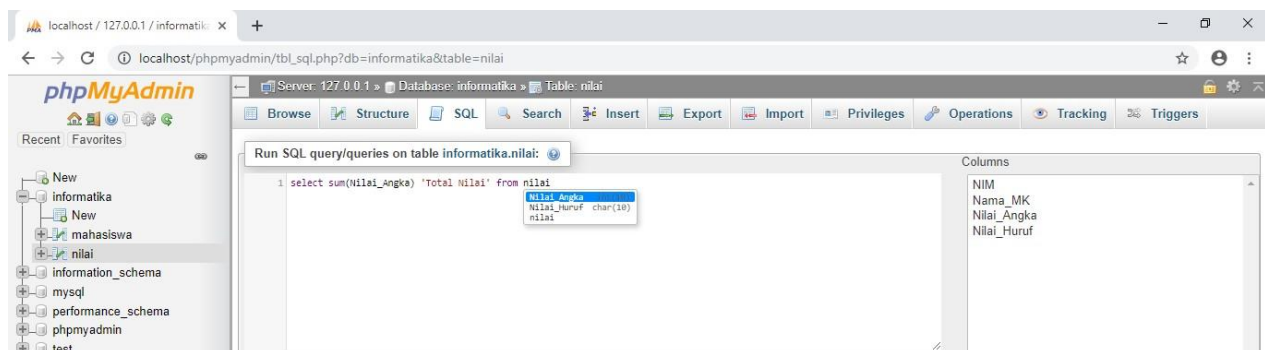 localhost / 127.0.0.1 / informatik
localhost/phpmyadmin/tbl_sql.php?db=informatika&table=nilai
phpMyAdmin
Server: 127.0.0.1 » Database: informatika » Table: nilai
Browse Structure SQL Search Insert Export Import Privileges Operations Tracking Triggers
Recent Favorites
Run SQL query/queries on table informatika.nilai:
Columns
1 select sum(Nilai_Angka) 'Total Nilai' from nilai
Nilai_Angka
Nilai_Huruf char(10)
nilai
NIM
Nama_MK
Nilai_Angka
Nilai_Huruf
New
informatika
New
mahasiswa
nilai
information_schema
mysql
performance_schema
phpmyadmin
test